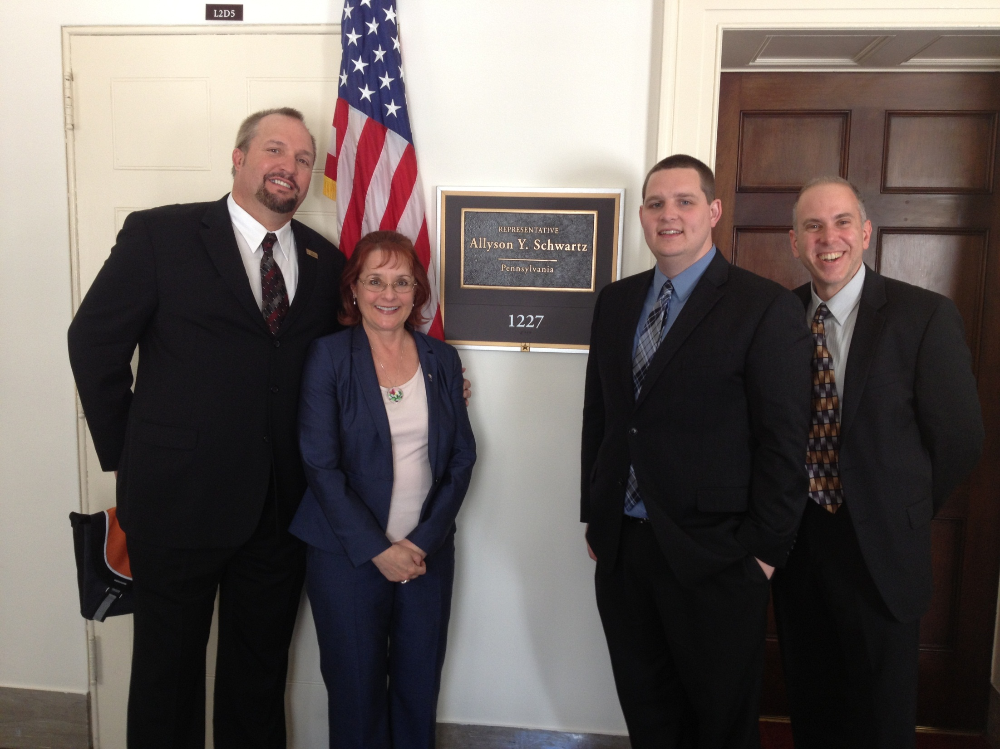 L2D5
REPRESENTATIVE
Allyson Y. Schwartz
Pennsylvania
1227